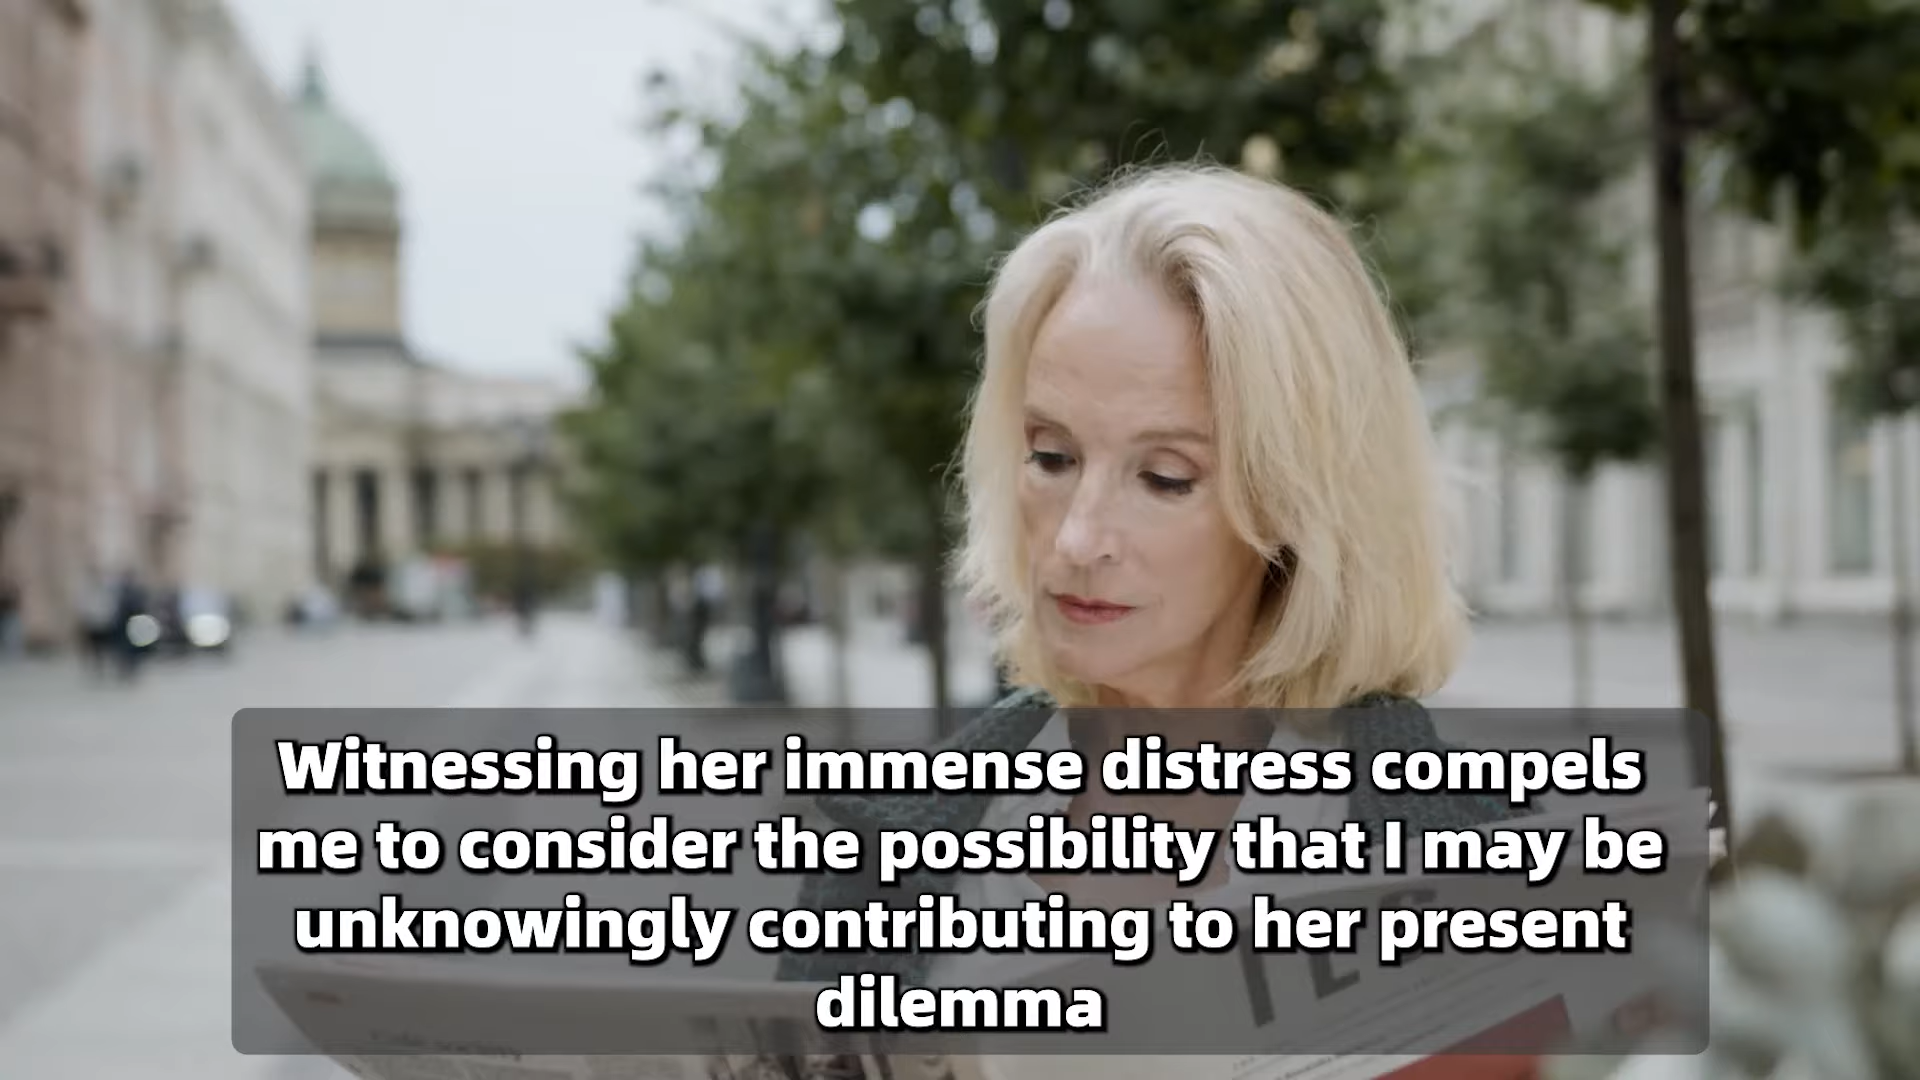 Witnessing her immense distress compels
me to consider the possibility that I may be
unknowingly contributing to her present
dilemma